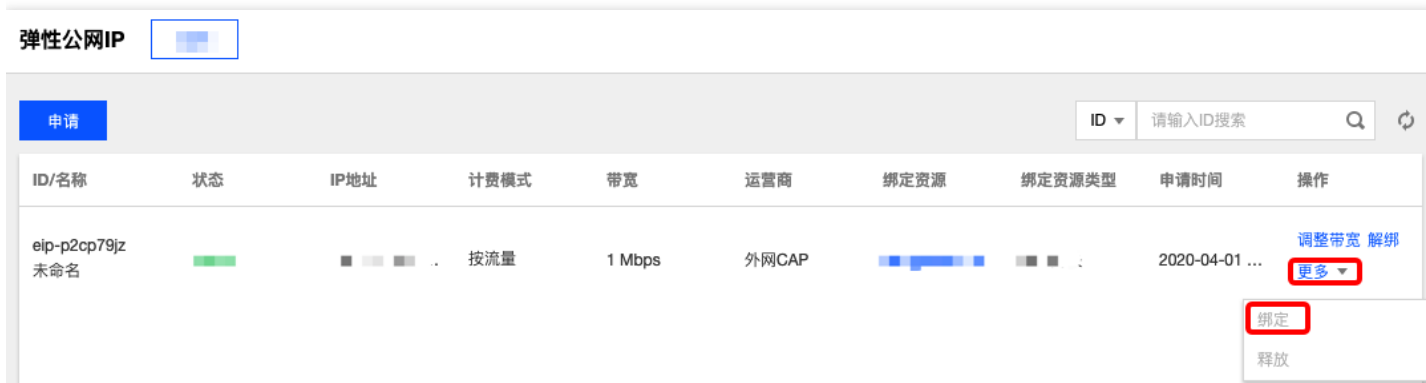 弹性公网IP
申请
ID
请输入ID搜索
ID/名称 状态 IP地址 计费模式 带宽 运营商 绑定资源 绑定资源类型 申请时间 操作
eip-p2cp79jz
未命名
按流量 1 Mbps 外网CAP 2020-04-01 ...
调整带宽 解绑
更多
绑定
释放